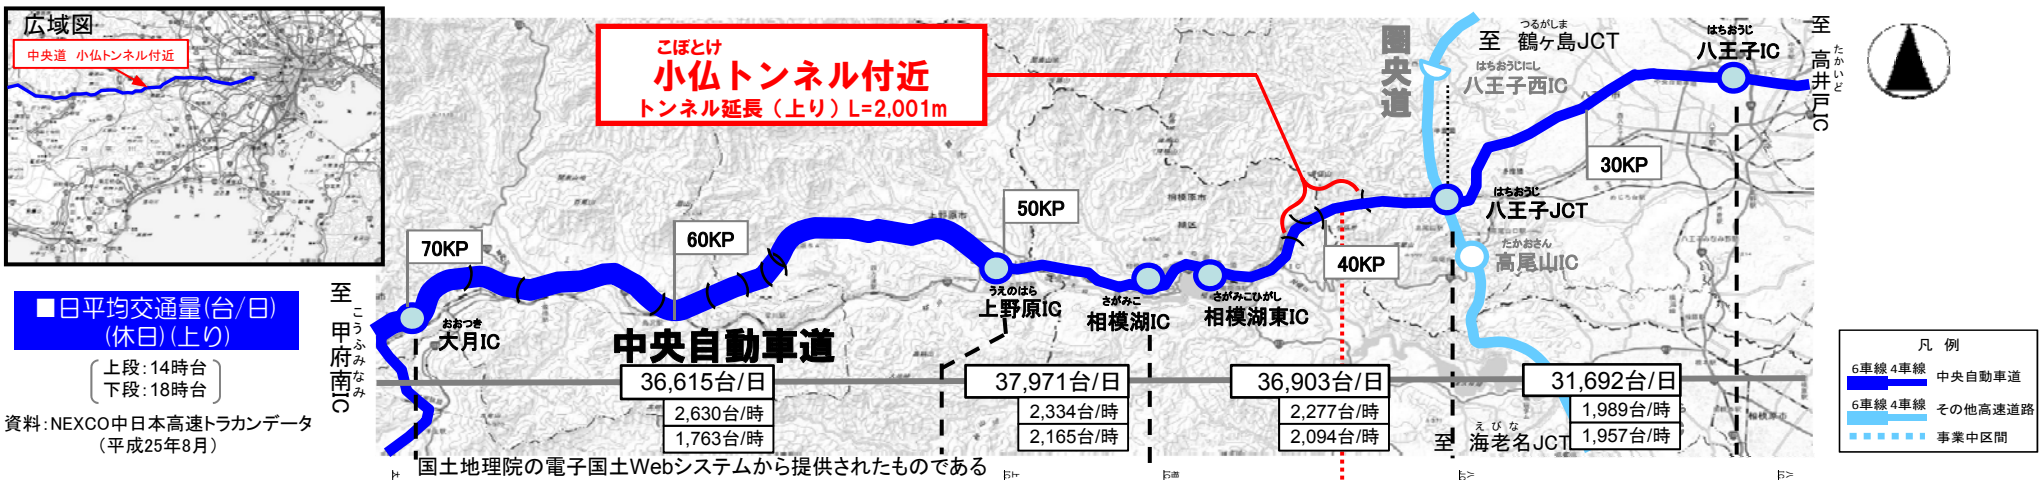 広域図
中央道 小仏トンネル付近
こぼとけ
小仏トンネル付近
トンネル延長（上り）L=2,001m
圏央道
つるがしま
至 鶴ヶ島JCT
はちおうじにし
八王子西IC
はちおうじ
八王子IC
至 高井戸IC
たかいど
30KP
はちおうじ
八王子JCT
たかおさん
高尾山IC
40KP
50KP
60KP
70KP
至 甲府南IC
こうふみなみ
おおつき
大月IC
中央自動車道
うえのはら
上野原IC
さがみこ
相模湖IC
さがみこひがし
相模湖東IC
■日平均交通量(台/日)
(休日)(上り)
上段:14時台
下段:18時台
資料:NEXCO中日本高速トラカンデータ
(平成25年8月)
36,615台/日
2,630台/時
1,763台/時
37,971台/日
2,334台/時
2,165台/時
36,903台/日
2,277台/時
2,094台/時
31,692台/日
1,989台/時
1,957台/時
えびな
至 海老名JCT
国土地理院の電子国土Webシステムから提供されたものである
凡 例
6車線 4車線 中央自動車道
6車線 4車線 その他高速道路
事業中区間